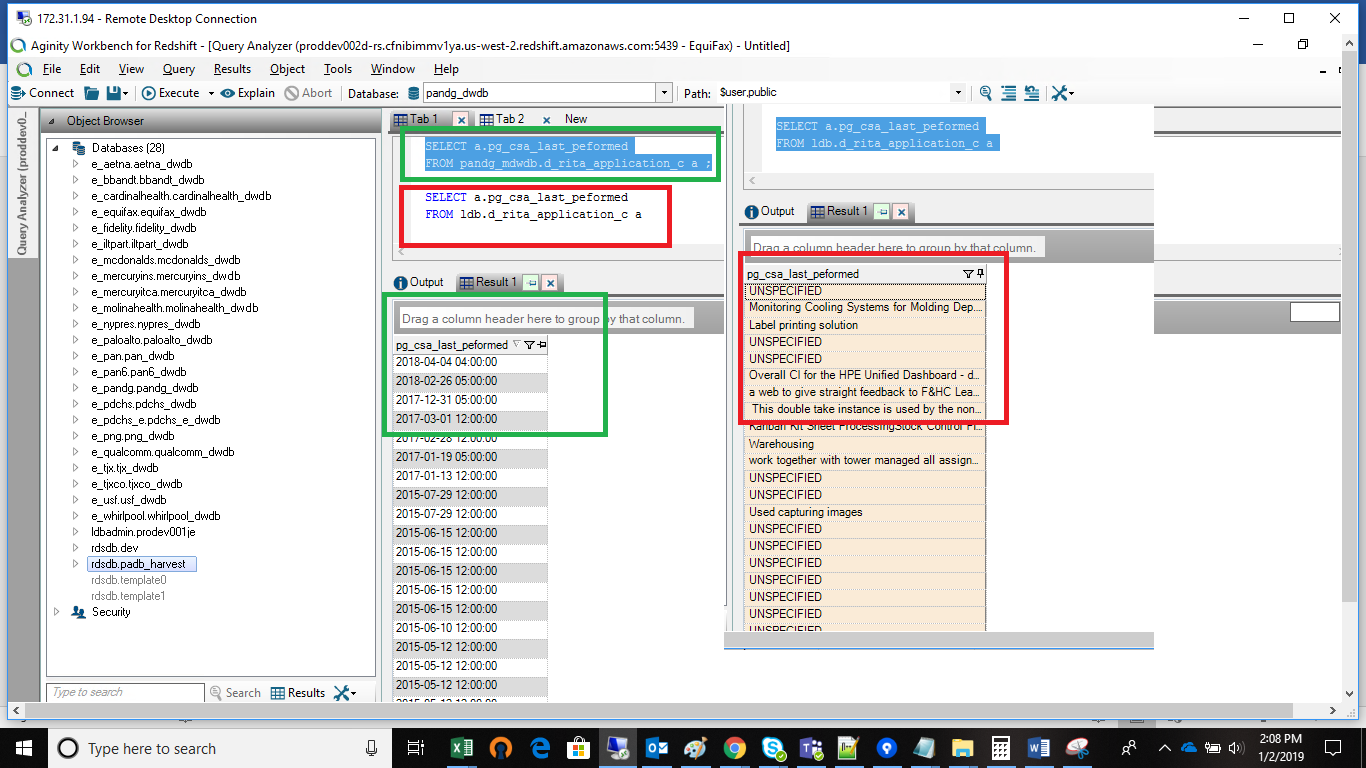 172.31.1.94 - Remote Desktop Connection
Aginity Workbench for Redshift - [Query Analyzer (proddev002d-rs.cfnibimmv1ya.us-west-2.redshift.amazonaws.com:5439 - EquiFax) - Untitled]
File Edit View Query Results Object Tools Window Help
Connect Execute Explain Abort Database: pandg_dwdb Path: $user,public
Query Analyzer (proddev0...
Object Browser
Databases (28)
e_aetna.aetna_dwdb
e_bbandt.bbandt_dwdb
e_cardinalhealth.cardinalhealth_dwdb
e_equifax.equifax_dwdb
e_fidelity.fidelity_dwdb
e_iltpart.iltpart_dwdb
e_mcdonalds.mcdonalds_dwdb
e_mercuryins.mercuryins_dwdb
e_mercuryitca.mercuryitca_dwdb
e_molinahealth.molinahealth_dwdb
e_nypres.nypres_dwdb
e_paloalto.paloalto_dwdb
e_pan.pan_dwdb
e_pan6.pan6_dwdb
e_pandg.pandg_dwdb
e_pdchs.pdchs_dwdb
e_pdchs_e.pdchs_e_dwdb
e_png.png_dwdb
e_qualcomm.qualcomm_dwdb
e_tjx.tjx_dwdb
e_tjxco.tjxco_dwdb
e_usf.usf_dwdb
e_whirlpool.whirlpool_dwdb
ldbadmin.prodev001je
rdsdb.dev
rdsdb.padb_harvest
rdsdb.template0
rdsdb.template1
Security
Type to search Search Results
Tab 1 Tab 2 New
SELECT a.pg_csa_last_peformed
FROM pandg_mdwdb.d_rita_application_c a ;
SELECT a.pg_csa_last_peformed
FROM ldb.d_rita_application_c a
Output Result 1
Drag a column header here to group by that column.
pg_csa_last_peformed
2018-04-04 04:00:00
2018-02-26 05:00:00
2017-12-31 05:00:00
2017-03-01 12:00:00
2017-02-28 12:00:00
2017-01-19 05:00:00
2017-01-13 12:00:00
2015-07-29 12:00:00
2015-07-29 12:00:00
2015-06-15 12:00:00
2015-06-15 12:00:00
2015-06-15 12:00:00
2015-06-15 12:00:00
2015-06-15 12:00:00
2015-06-10 12:00:00
2015-05-12 12:00:00
2015-05-12 12:00:00
2015-05-12 12:00:00
SELECT a.pg_csa_last_peformed
FROM ldb.d_rita_application_c a
Output Result 1
Drag a column header here to group by that column.
pg_csa_last_peformed
UNSPECIFIED
Monitoring Cooling Systems for Molding Dep...
Label printing solution
UNSPECIFIED
UNSPECIFIED
Overall CI for the HPE Unified Dashboard - d...
a web to give straight feedback to F&HC Lea...
This double take instance is used by the non...
Kanban Kit Sheet ProcessingStock Control Pl...
Warehousing
work together with tower managed all assign...
UNSPECIFIED
UNSPECIFIED
Used capturing images
UNSPECIFIED
UNSPECIFIED
UNSPECIFIED
UNSPECIFIED
UNSPECIFIED
UNSPECIFIED
UNSPECIFIED
Type here to search
2:08 PM
1/2/2019